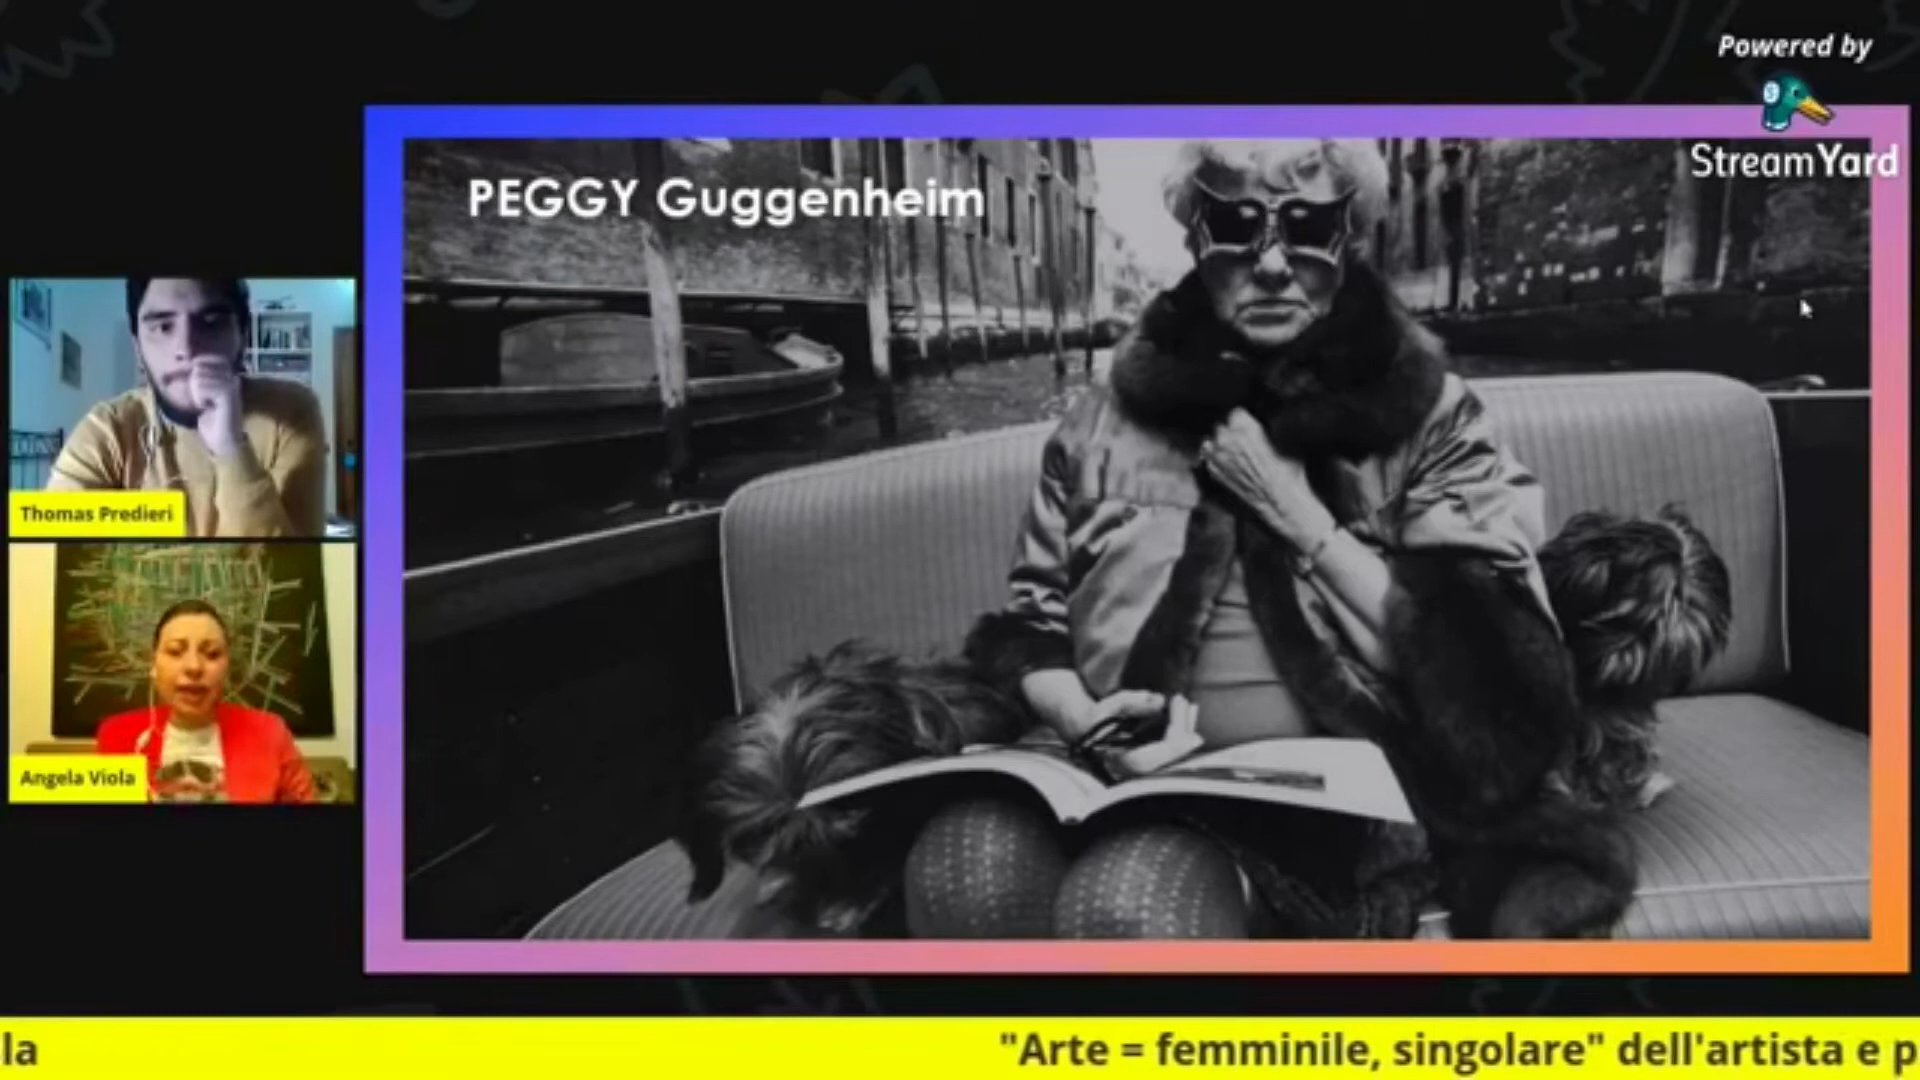 Powered by
StreamYard
PEGGY Guggenheim
Thomas Predieri
Angela Viola
la
"Arte = femminile, singolare" dell'artista e p